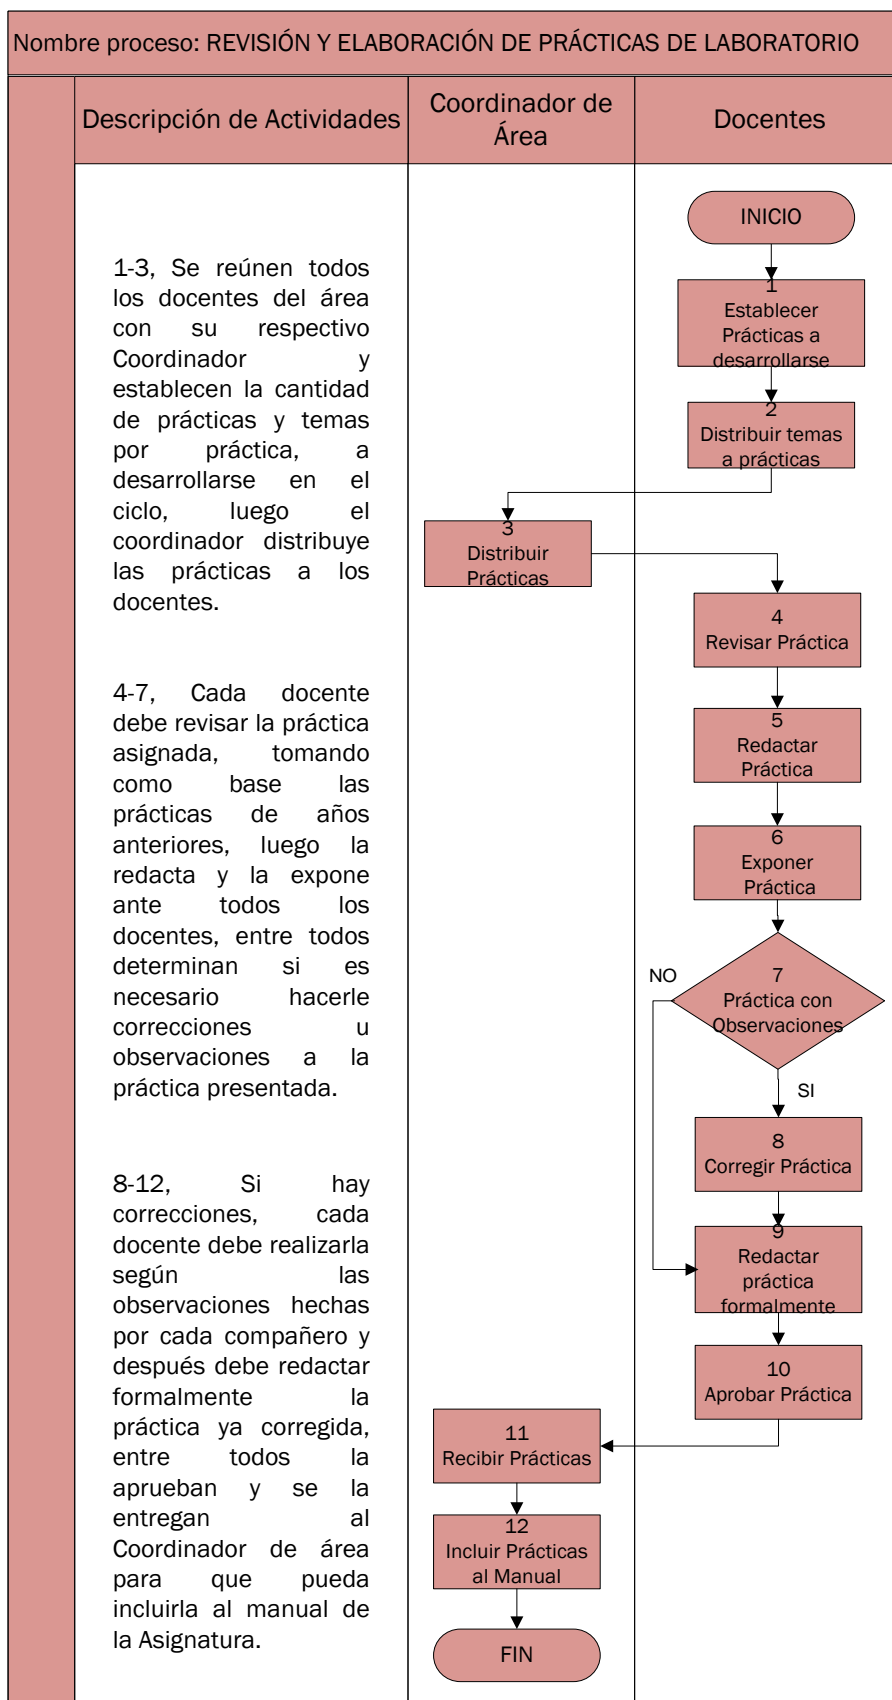 Nombre proceso: REVISIÓN Y ELABORACIÓN DE PRÁCTICAS DE LABORATORIO
Descripción de Actividades
Coordinador de
Área
Docentes
1-3, Se reúnen todos
los docentes del área
con su respectivo
Coordinador y
establecen la cantidad
de prácticas y temas
por práctica, a
desarrollarse en el
ciclo, luego el
coordinador distribuye
las prácticas a los
docentes.
4-7, Cada docente
debe revisar la práctica
asignada, tomando
como base las
prácticas de años
anteriores, luego la
redacta y la expone
ante todos los
docentes, entre todos
determinan si es
necesario hacerle
correcciones u
observaciones a la
práctica presentada.
8-12, Si hay
correcciones, cada
docente debe realizarla
según las
observaciones hechas
por cada compañero y
después debe redactar
formalmente la
práctica ya corregida,
entre todos la
aprueban y se la
entregan al
Coordinador de área
para que pueda
incluirla al manual de
la Asignatura.
INICIO
1
Establecer
Prácticas a
desarrollarse
2
Distribuir temas
a prácticas
3
Distribuir
Prácticas
4
Revisar Práctica
5
Redactar
Práctica
6
Exponer
Práctica
7
Práctica con
Observaciones
NO
SI
8
Corregir Práctica
9
Redactar
práctica
formalmente
10
Aprobar Práctica
11
Recibir Prácticas
12
Incluir Prácticas
al Manual
FIN